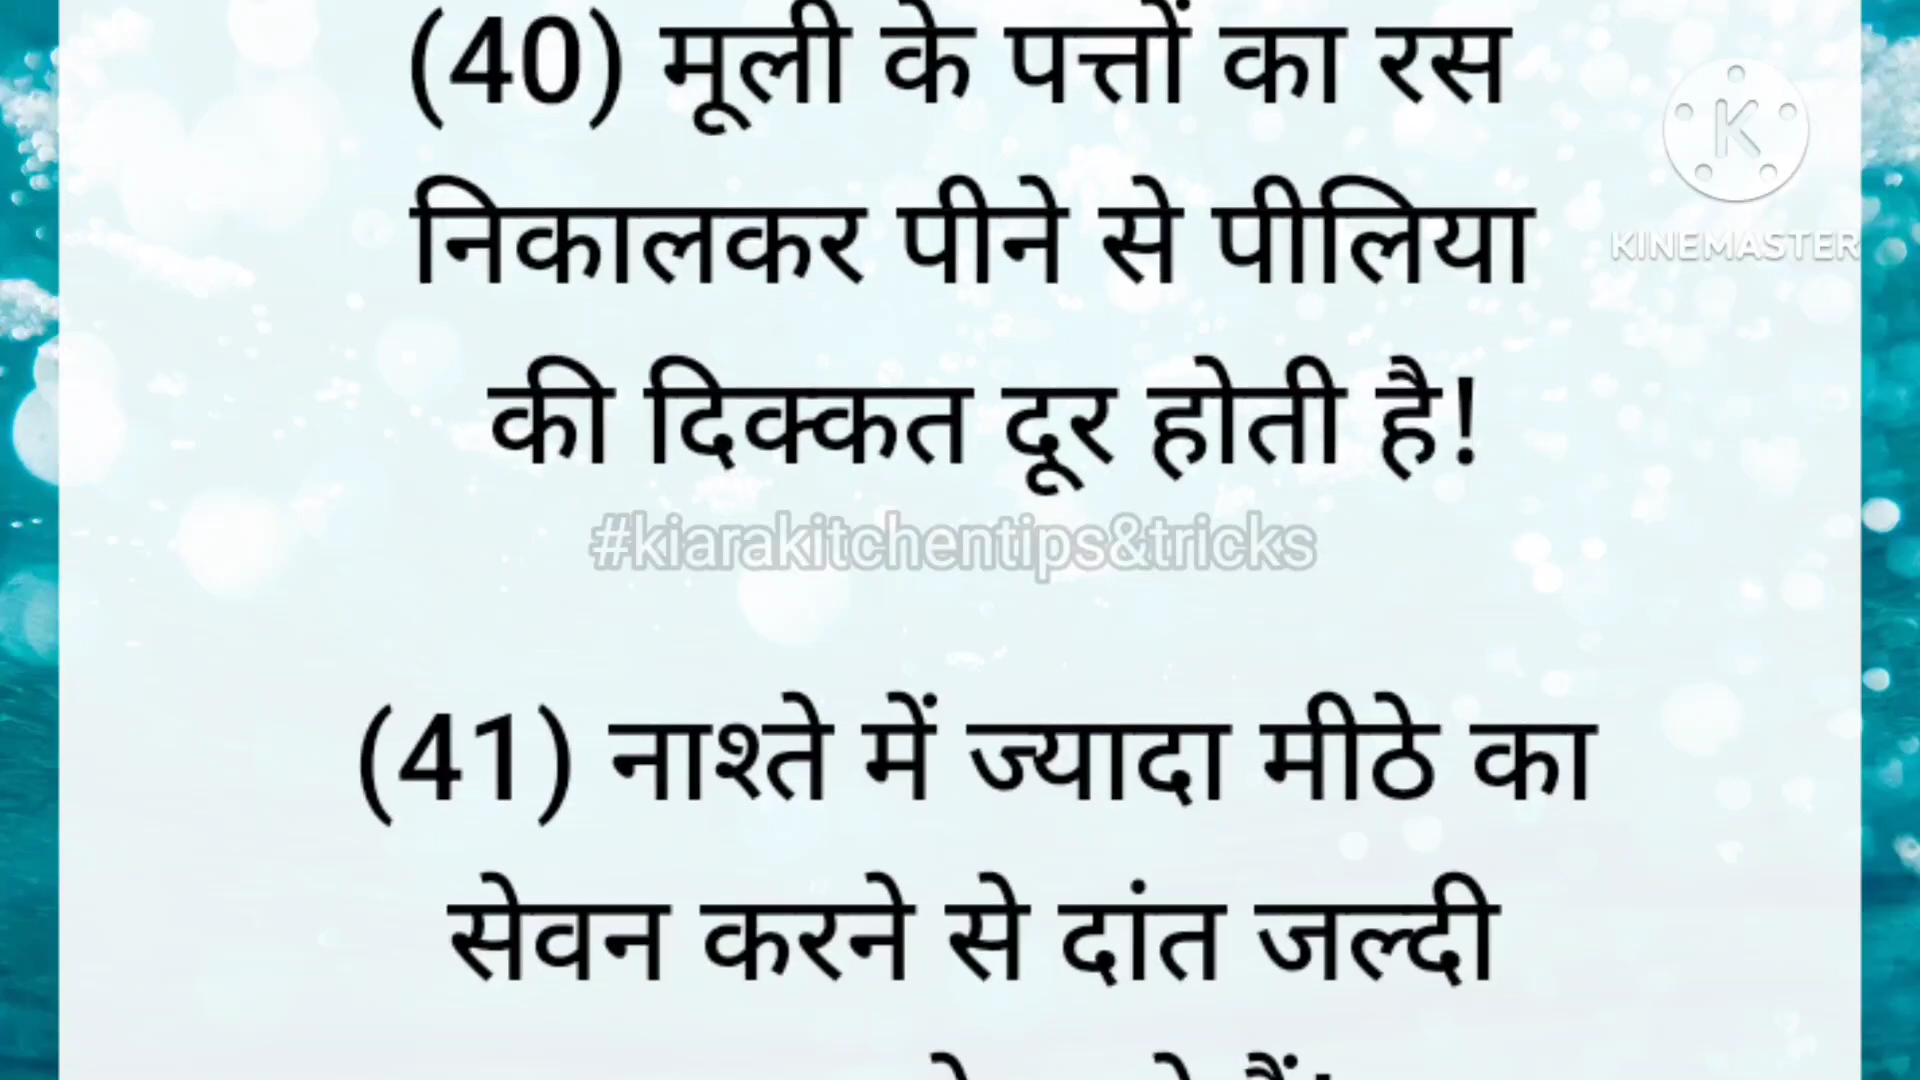 (40) मूली के पत्तों का रस
K
निकालकर पीने से पीलिया
KINEMASTER
की दिक्कत दूर होती है!
#kiarakitchentips&tricks
(41) नाश्ते में ज्यादा मीठे का
सेवन करने से दांत जल्दी